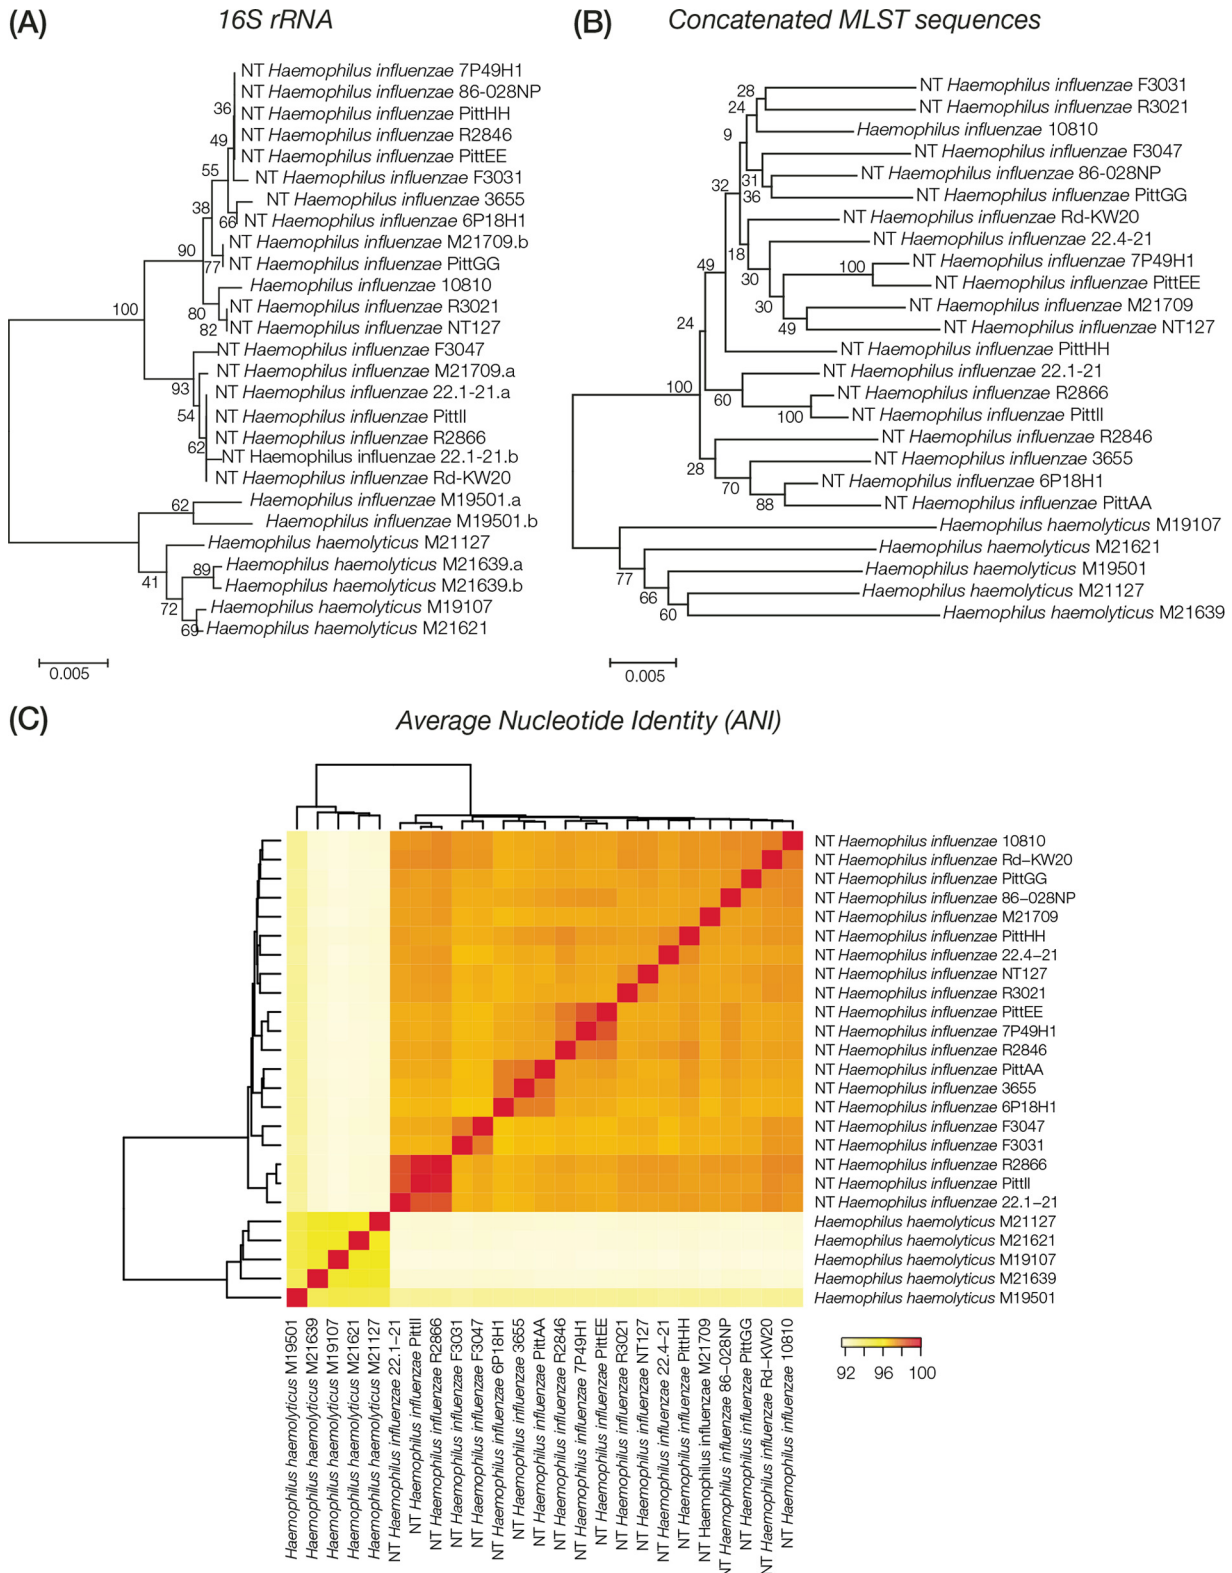 (A)
16S rRNA
NT Haemophilus influenzae 7P49H1
NT Haemophilus influenzae 86-028NP
36
NT Haemophilus influenzae PittHH
NT Haemophilus influenzae R2846
49
NT Haemophilus influenzae PittEE
55
NT Haemophilus influenzae F3031
NT Haemophilus influenzae 3655
38
66
NT Haemophilus influenzae 6P18H1
NT Haemophilus influenzae M21709.b
90
77
NT Haemophilus influenzae PittGG
Haemophilus influenzae 10810
100
80
NT Haemophilus influenzae R3021
82
NT Haemophilus influenzae NT127
NT Haemophilus influenzae F3047
NT Haemophilus influenzae M21709.a
93
NT Haemophilus influenzae 22.1-21.a
54
NT Haemophilus influenzae PittII
NT Haemophilus influenzae R2866
62
NT Haemophilus influenzae 22.1-21.b
NT Haemophilus influenzae Rd-KW20
62
Haemophilus influenzae M19501.a
Haemophilus influenzae M19501.b
Haemophilus haemolyticus M21127
89
Haemophilus haemolyticus M21639.a
41
Haemophilus haemolyticus M21639.b
72
Haemophilus haemolyticus M19107
69
Haemophilus haemolyticus M21621
0.005
(B)
Concatenated MLST sequences
NT Haemophilus influenzae F3031
28
24
NT Haemophilus influenzae R3021
9
Haemophilus influenzae 10810
NT Haemophilus influenzae F3047
31
NT Haemophilus influenzae 86-028NP
32
36
NT Haemophilus influenzae PittGG
NT Haemophilus influenzae Rd-KW20
18
NT Haemophilus influenzae 22.4-21
49
100
NT Haemophilus influenzae 7P49H1
30
NT Haemophilus influenzae PittEE
30
NT Haemophilus influenzae M21709
24
49
NT Haemophilus influenzae NT127
NT Haemophilus influenzae PittHH
NT Haemophilus influenzae 22.1-21
100
60
NT Haemophilus influenzae R2866
100
NT Haemophilus influenzae PittII
NT Haemophilus influenzae R2846
28
NT Haemophilus influenzae 3655
70
NT Haemophilus influenzae 6P18H1
88
NT Haemophilus influenzae PittAA
Haemophilus haemolyticus M19107
Haemophilus haemolyticus M21621
77
Haemophilus haemolyticus M19501
66
Haemophilus haemolyticus M21127
60
Haemophilus haemolyticus M21639
0.005
(C)
Average Nucleotide Identity (ANI)
NT Haemophilus influenzae 10810
NT Haemophilus influenzae Rd−KW20
NT Haemophilus influenzae PittGG
NT Haemophilus influenzae 86−028NP
NT Haemophilus influenzae M21709
NT Haemophilus influenzae PittHH
NT Haemophilus influenzae 22.4−21
NT Haemophilus influenzae NT127
NT Haemophilus influenzae R3021
NT Haemophilus influenzae PittEE
NT Haemophilus influenzae 7P49H1
NT Haemophilus influenzae R2846
NT Haemophilus influenzae PittAA
NT Haemophilus influenzae 3655
NT Haemophilus influenzae 6P18H1
NT Haemophilus influenzae F3047
NT Haemophilus influenzae F3031
NT Haemophilus influenzae R2866
NT Haemophilus influenzae PittII
NT Haemophilus influenzae 22.1−21
Haemophilus haemolyticus M21127
Haemophilus haemolyticus M21621
Haemophilus haemolyticus M19107
Haemophilus haemolyticus M21639
Haemophilus haemolyticus M19501
Haemophilus haemolyticus M19501
Haemophilus haemolyticus M21639
Haemophilus haemolyticus M19107
Haemophilus haemolyticus M21621
Haemophilus haemolyticus M21127
NT Haemophilus influenzae 22.1−21
NT Haemophilus influenzae PittII
NT Haemophilus influenzae R2866
NT Haemophilus influenzae F3031
NT Haemophilus influenzae F3047
NT Haemophilus influenzae 6P18H1
NT Haemophilus influenzae 3655
NT Haemophilus influenzae PittAA
NT Haemophilus influenzae R2846
NT Haemophilus influenzae 7P49H1
NT Haemophilus influenzae PittEE
NT Haemophilus influenzae R3021
NT Haemophilus influenzae NT127
NT Haemophilus influenzae 22.4−21
NT Haemophilus influenzae PittHH
NT Haemophilus influenzae M21709
NT Haemophilus influenzae 86−028NP
NT Haemophilus influenzae PittGG
NT Haemophilus influenzae Rd−KW20
NT Haemophilus influenzae 10810
92 96 100